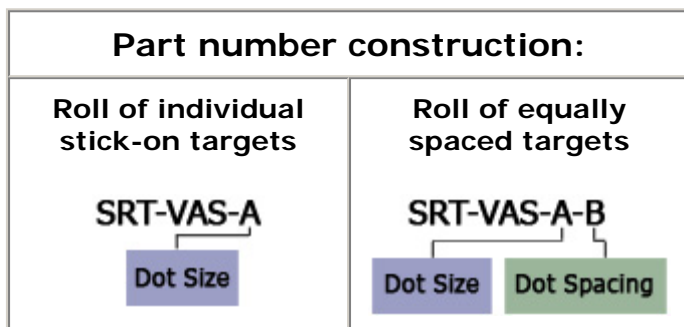 Part number construction:
Roll of individual
stick-on targets
SRT-VAS-A
Dot Size
Roll of equally
spaced targets
SRT-VAS-A-B
Dot Size
Dot Spacing